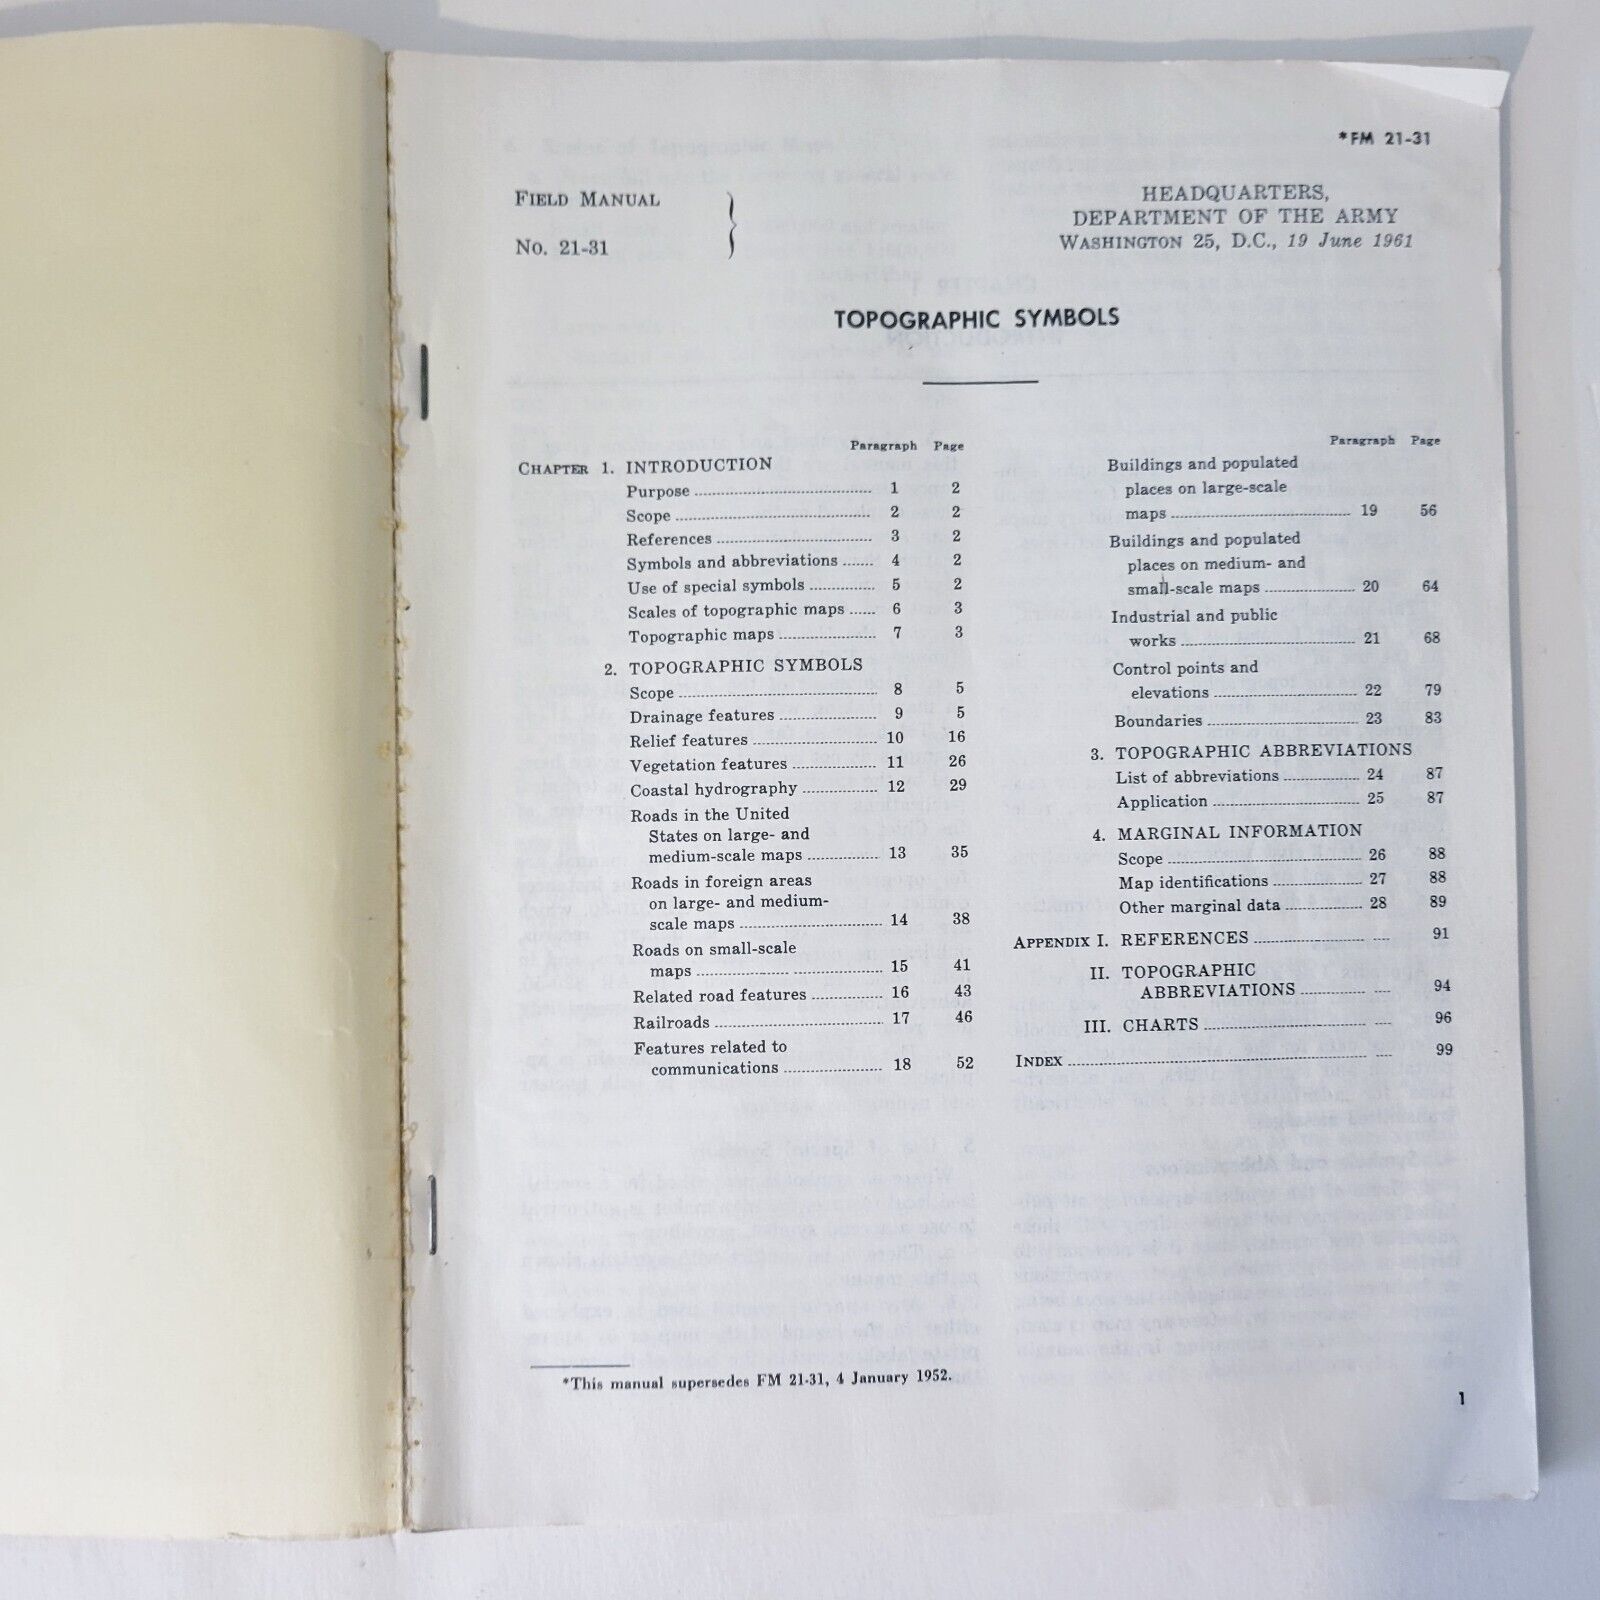 *FM 21-31
FIELD MANUAL
No. 21-31
HEADQUARTERS,
DEPARTMENT OF THE ARMY
WASHINGTON 25, D.C., 19 June 1961
TOPOGRAPHIC SYMBOLS
Paragraph Page
CHAPTER 1. INTRODUCTION
Purpose 1 2
Scope 2 2
References 3 2
Symbols and abbreviations 4 2
Use of special symbols 5 2
Scales of topographic maps 6 3
Topographic maps 7 3
2. TOPOGRAPHIC SYMBOLS
Scope 8 5
Drainage features 9 5
Relief features 10 16
Vegetation features 11 26
Coastal hydrography 12 29
Roads in the United
States on large- and
medium-scale maps 13 35
Roads in foreign areas
on large- and medium-
scale maps 14 38
Roads on small-scale
maps 15 41
Related road features 16 43
Railroads 17 46
Features related to
communications 18 52
Paragraph Page
Buildings and populated
places on large-scale
maps 19 56
Buildings and populated
places on medium- and
small-scale maps 20 64
Industrial and public
works 21 68
Control points and
elevations 22 79
Boundaries 23 83
3. TOPOGRAPHIC ABBREVIATIONS
List of abbreviations 24 87
Application 25 87
4. MARGINAL INFORMATION
Scope 26 88
Map identifications 27 88
Other marginal data 28 89
APPENDIX I. REFERENCES 91
II. TOPOGRAPHIC
ABBREVIATIONS 94
III. CHARTS 96
INDEX 99
*This manual supersedes FM 21-31, 4 January 1952.
1